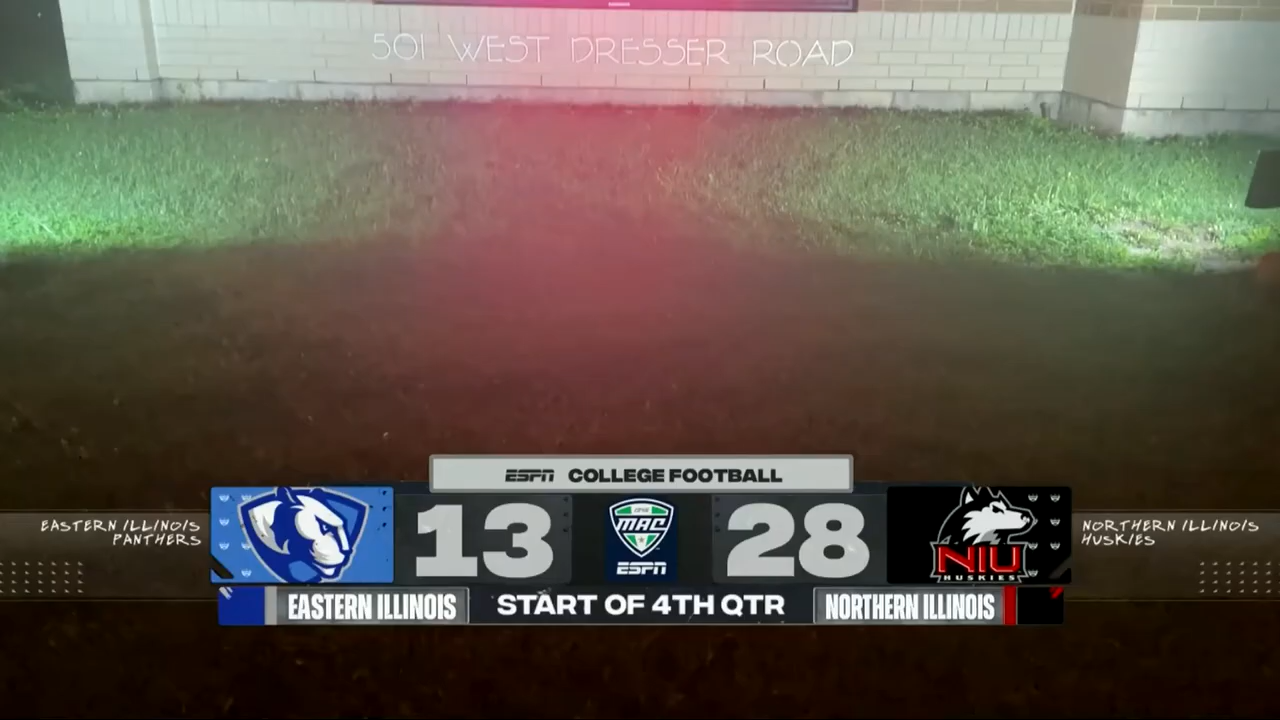 501 WEST DRESSER ROAD
ESPN COLLEGE FOOTBALL
EASTERN ILLINOIS
PANTHERS
13
MAC
ESPN
28
NIU
HUSKIES
NORTHERN ILLINOIS
HUSKIES
EASTERN ILLINOIS
START OF 4TH QTR
NORTHERN ILLINOIS